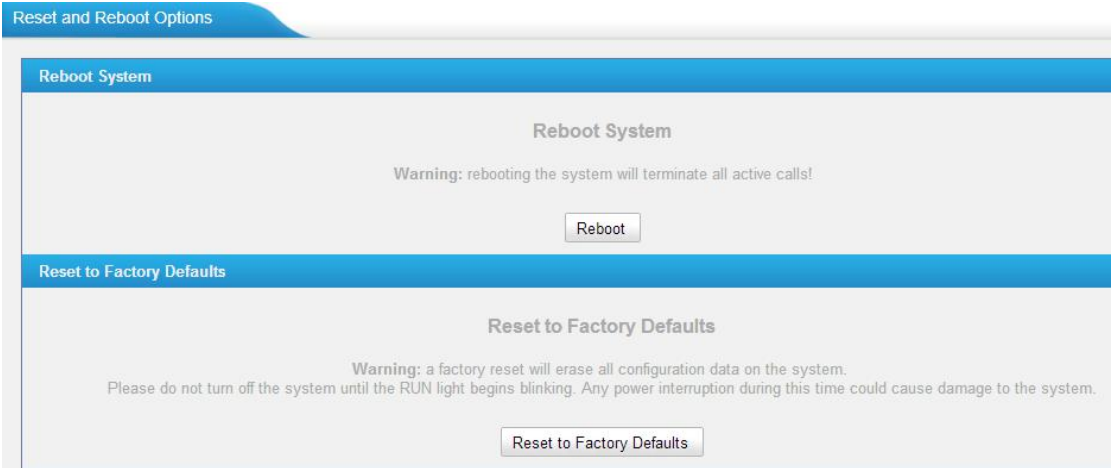 Reset and Reboot Options
Reboot System
Reboot System
Warning: rebooting the system will terminate all active calls!
Reboot
Reset to Factory Defaults
Reset to Factory Defaults
Warning: a factory reset will erase all configuration data on the system.
Please do not turn off the system until the RUN light begins blinking. Any power interruption during this time could cause damage to the system.
Reset to Factory Defaults